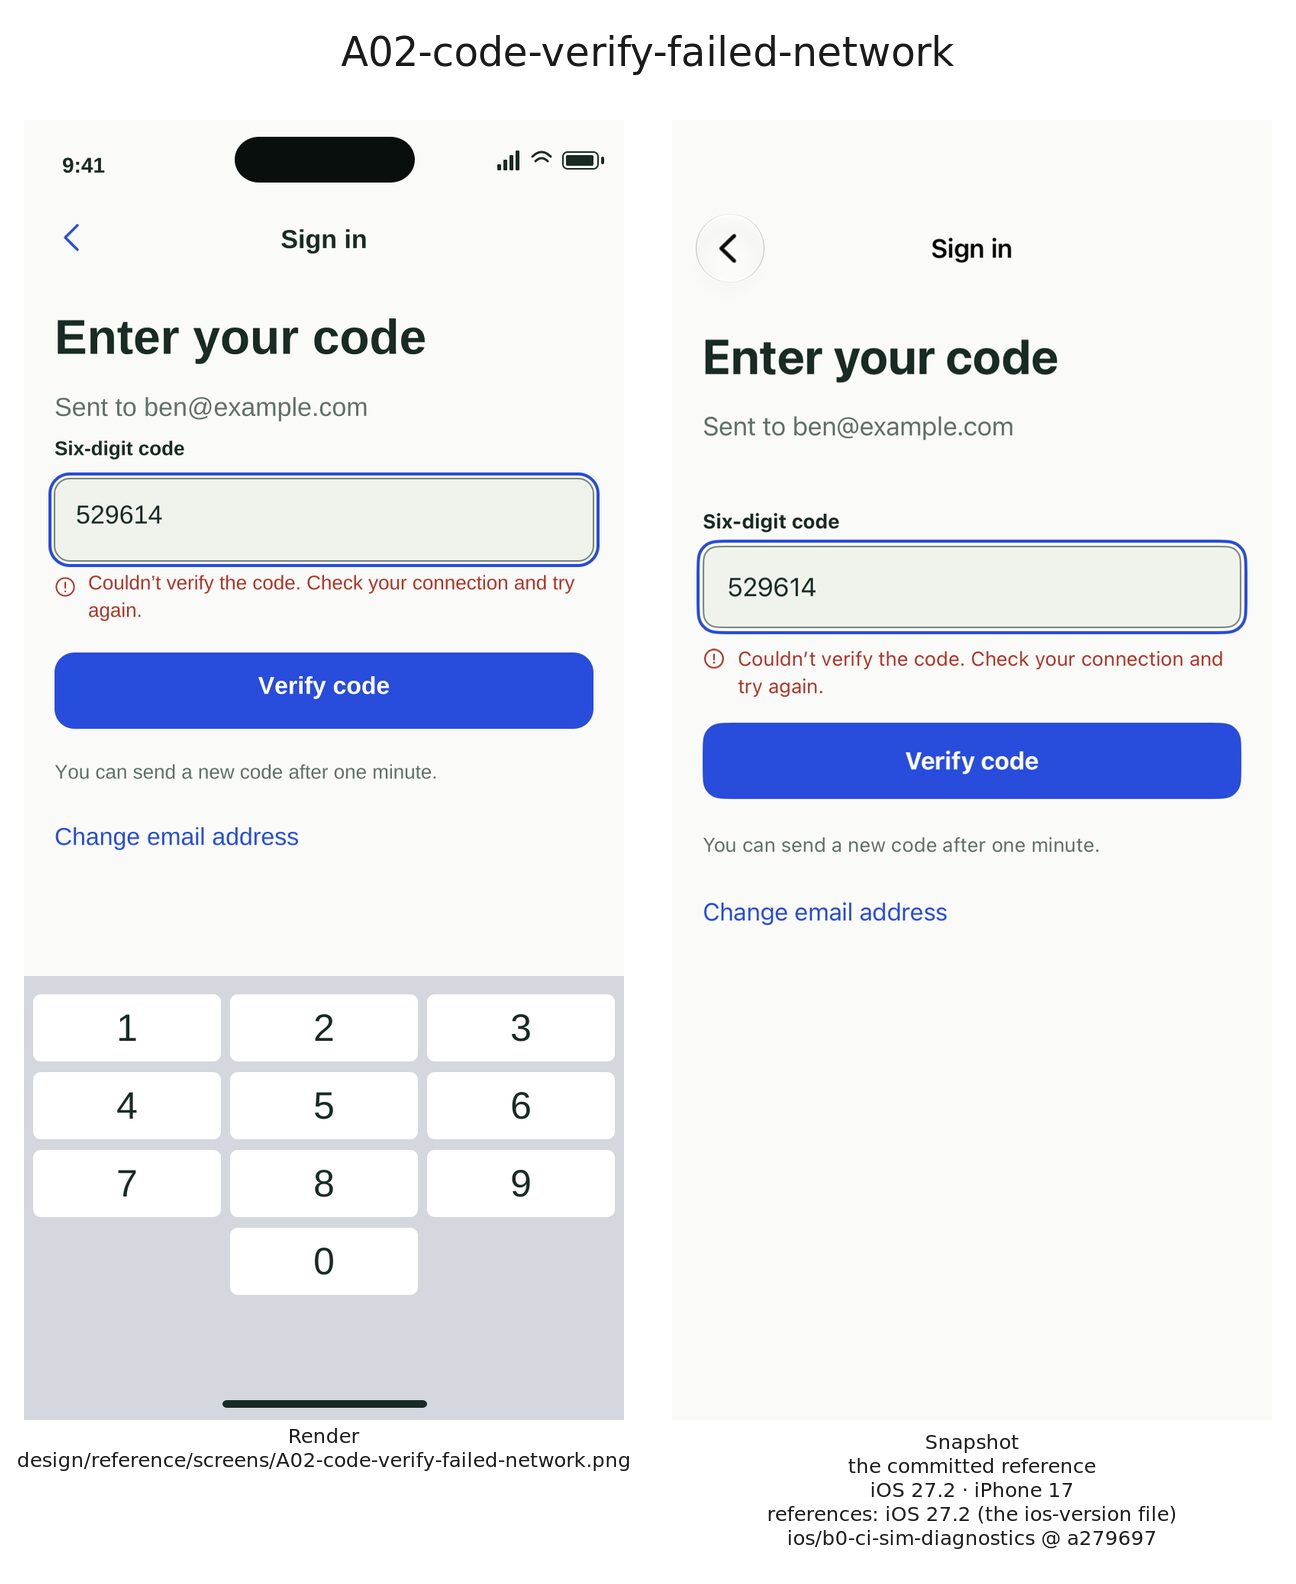 A02-code-verify-failed-network
9:41
Sign in
Enter your code
Sent to ben@example.com
Six-digit code
529614
Couldn’t verify the code. Check your connection and try
again.
Verify code
You can send a new code after one minute.
Change email address
1 2 3
4 5 6
7 8 9
0
Render
design/reference/screens/A02-code-verify-failed-network.png
Sign in
Enter your code
Sent to ben@example.com
Six-digit code
529614
Couldn’t verify the code. Check your connection and
try again.
Verify code
You can send a new code after one minute.
Change email address
Snapshot
the committed reference
iOS 27.2 · iPhone 17
references: iOS 27.2 (the ios-version file)
ios/b0-ci-sim-diagnostics @ a279697